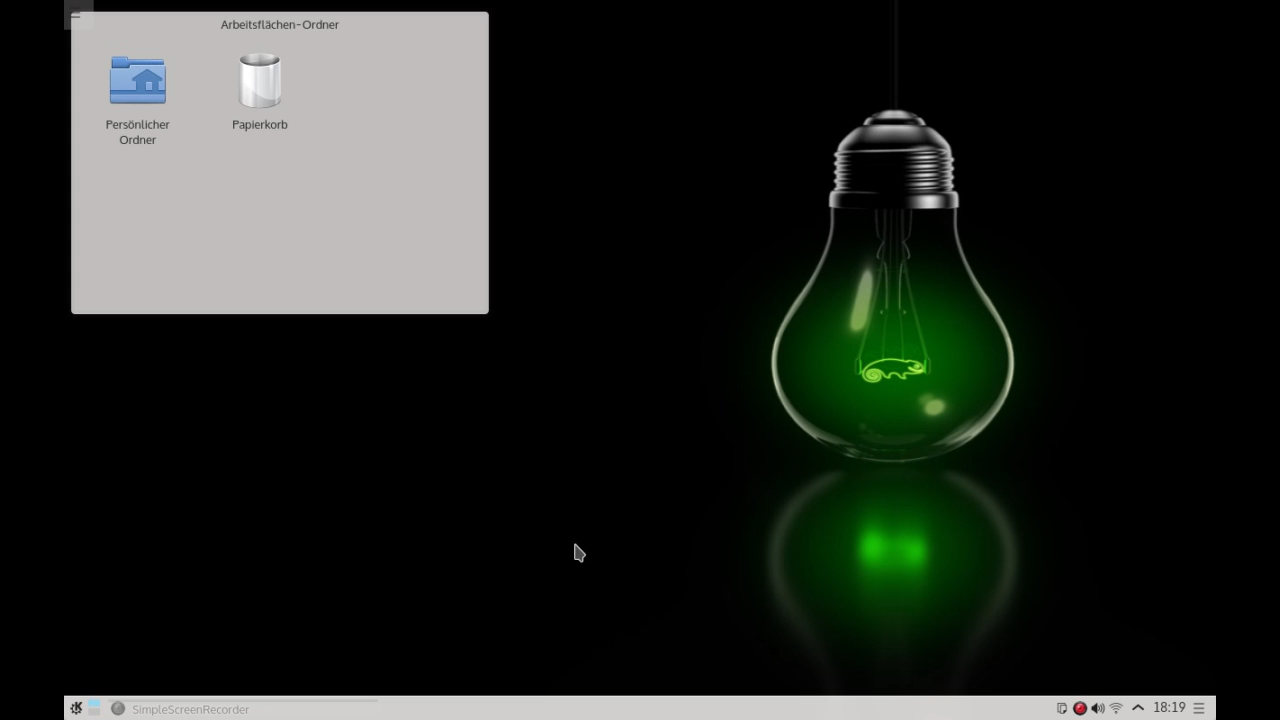 Arbeitsflächen-Ordner
Persönlicher
Ordner
Papierkorb
SimpleScreenRecorder
18:19